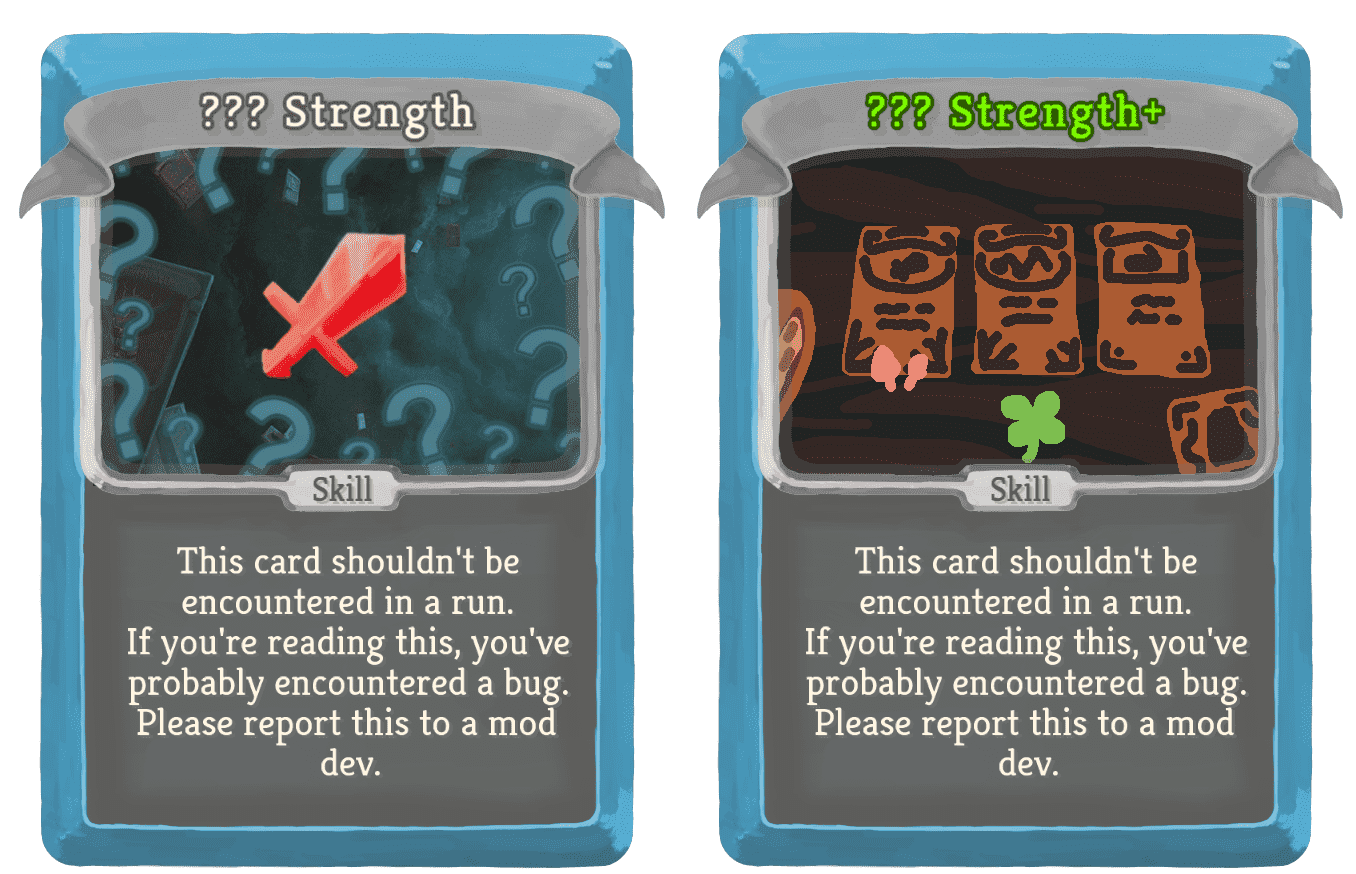 ??? Strength
Skill
This card shouldn't be
encountered in a run.
If you're reading this, you've
probably encountered a bug.
Please report this to a mod
dev.
??? Strength+
Skill
This card shouldn't be
encountered in a run.
If you're reading this, you've
probably encountered a bug.
Please report this to a mod
dev.